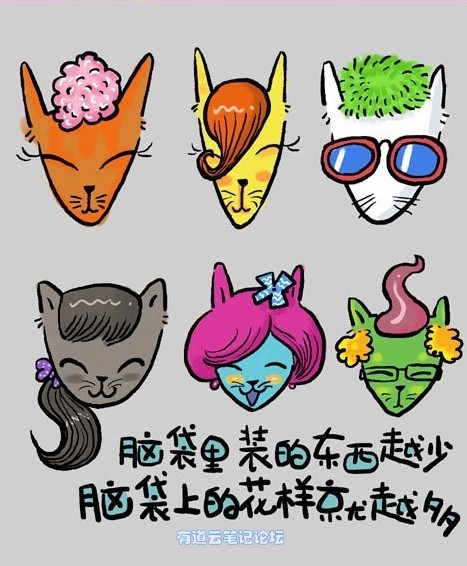 脑袋里装的东西越少
脑袋上的花样就越多
有道云笔记论坛